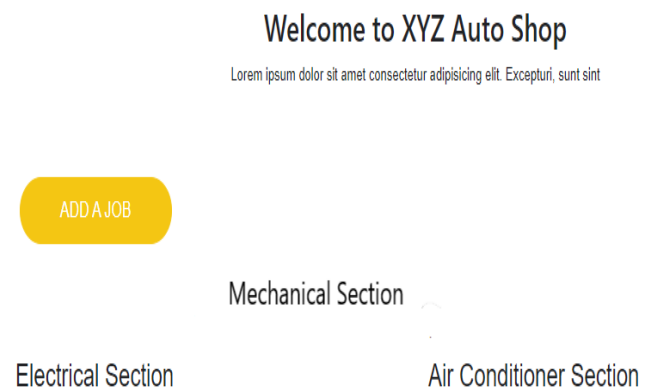 Welcome to XYZ Auto Shop
Lorem ipsum dolor sit amet consectetur adipisicing elit. Excepturi, sunt sint
ADD A JOB
Mechanical Section
Electrical Section
Air Conditioner Section